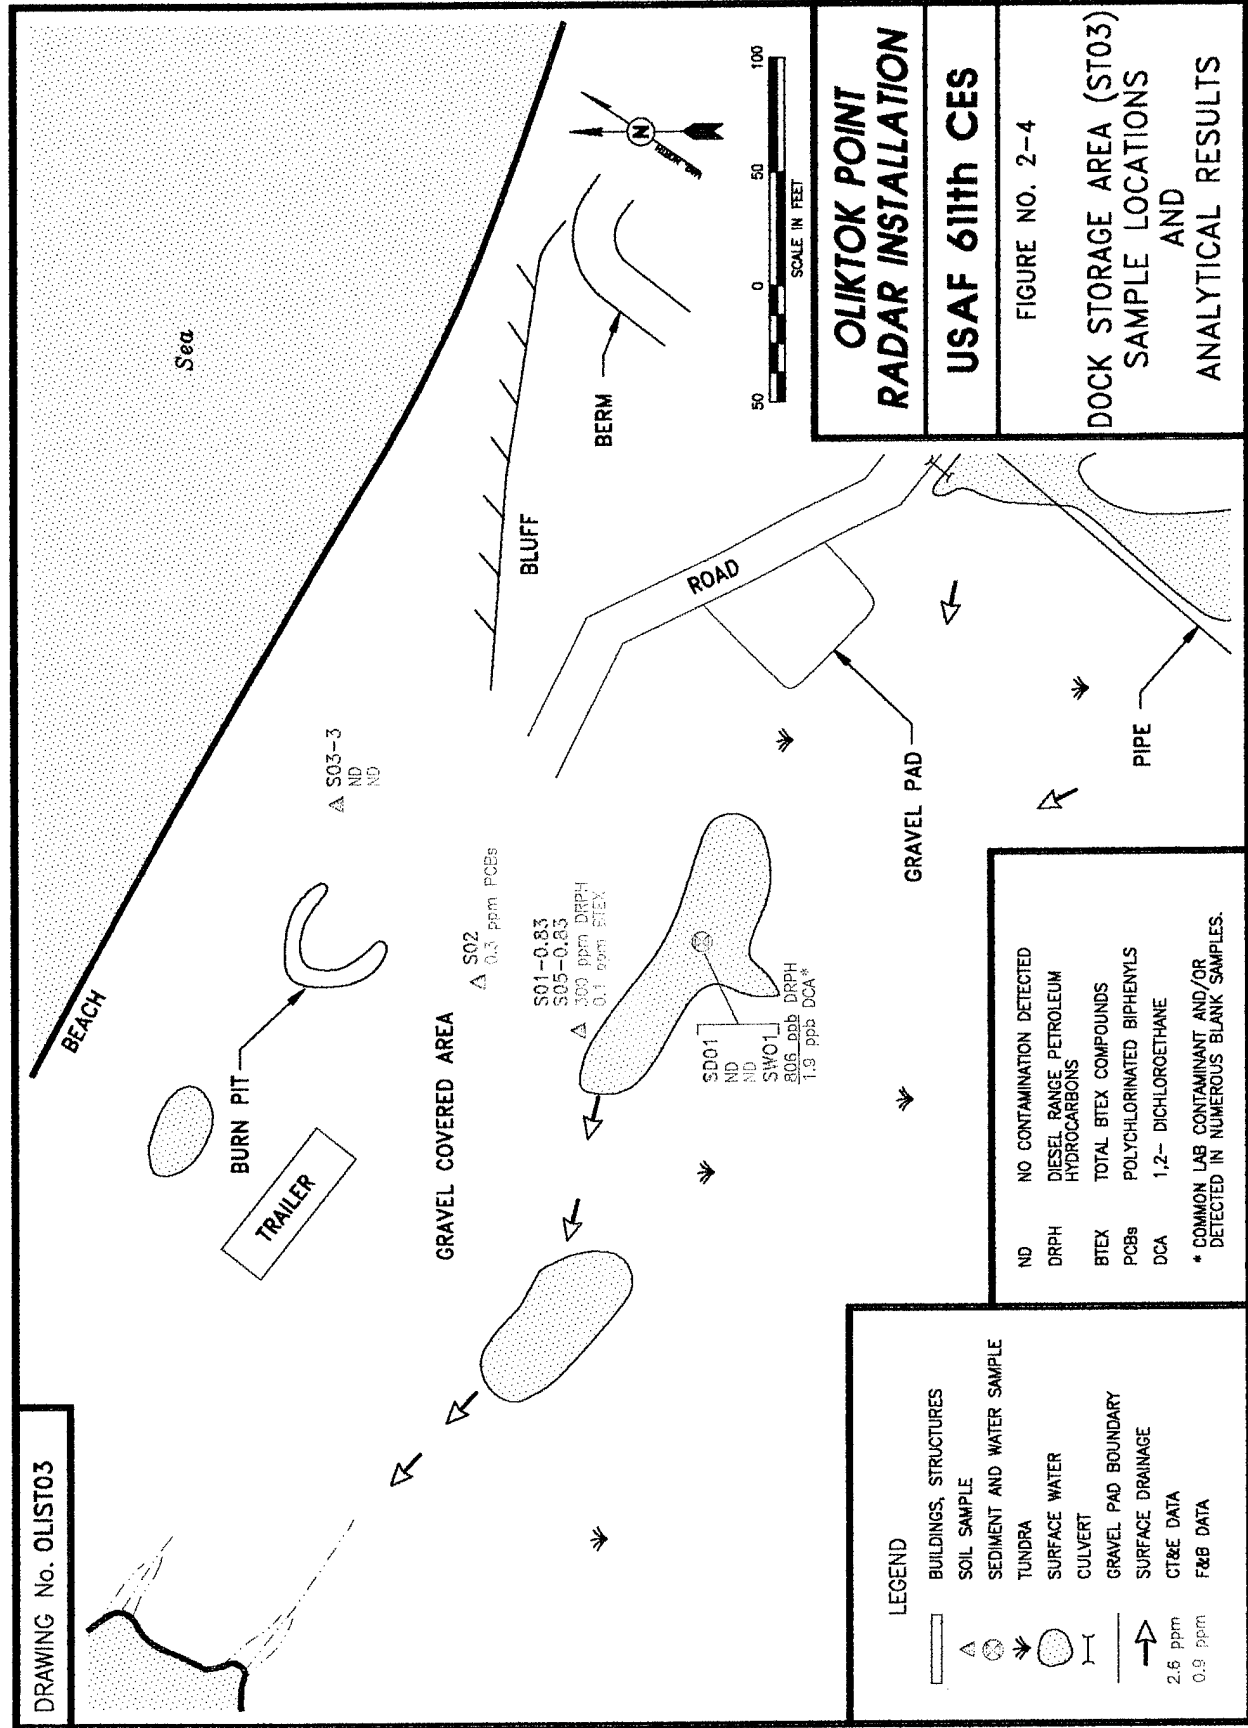 DRAWING No. OLIST03
Sea
BEACH
BURN PIT
TRAILER
S03-3
ND
ND
S02
0.3 ppm PCBs
GRAVEL COVERED AREA
S01-0.83
S05-0.83
300 ppm DRPH
0.1 ppm BTEX
BLUFF
BERM
N
50 0 50 100
SCALE IN FEET
ROAD
SD01
ND
ND
SW01
806 ppb DRPH
1.9 ppb DCA*
GRAVEL PAD
PIPE
LEGEND
BUILDINGS, STRUCTURES
SOIL SAMPLE
SEDIMENT AND WATER SAMPLE
TUNDRA
SURFACE WATER
CULVERT
GRAVEL PAD BOUNDARY
SURFACE DRAINAGE
2.6 ppm CT&E DATA
0.9 ppm F&B DATA
ND NO CONTAMINATION DETECTED
DRPH DIESEL RANGE PETROLEUM
HYDROCARBONS
BTEX TOTAL BTEX COMPOUNDS
PCBs POLYCHLORINATED BIPHENYLS
DCA 1,2- DICHLOROETHANE
* COMMON LAB CONTAMINANT AND/OR
DETECTED IN NUMEROUS BLANK SAMPLES.
OLIKTOK POINT
RADAR INSTALLATION
USAF 611th CES
FIGURE NO. 2-4
DOCK STORAGE AREA (ST03)
SAMPLE LOCATIONS
AND
ANALYTICAL RESULTS